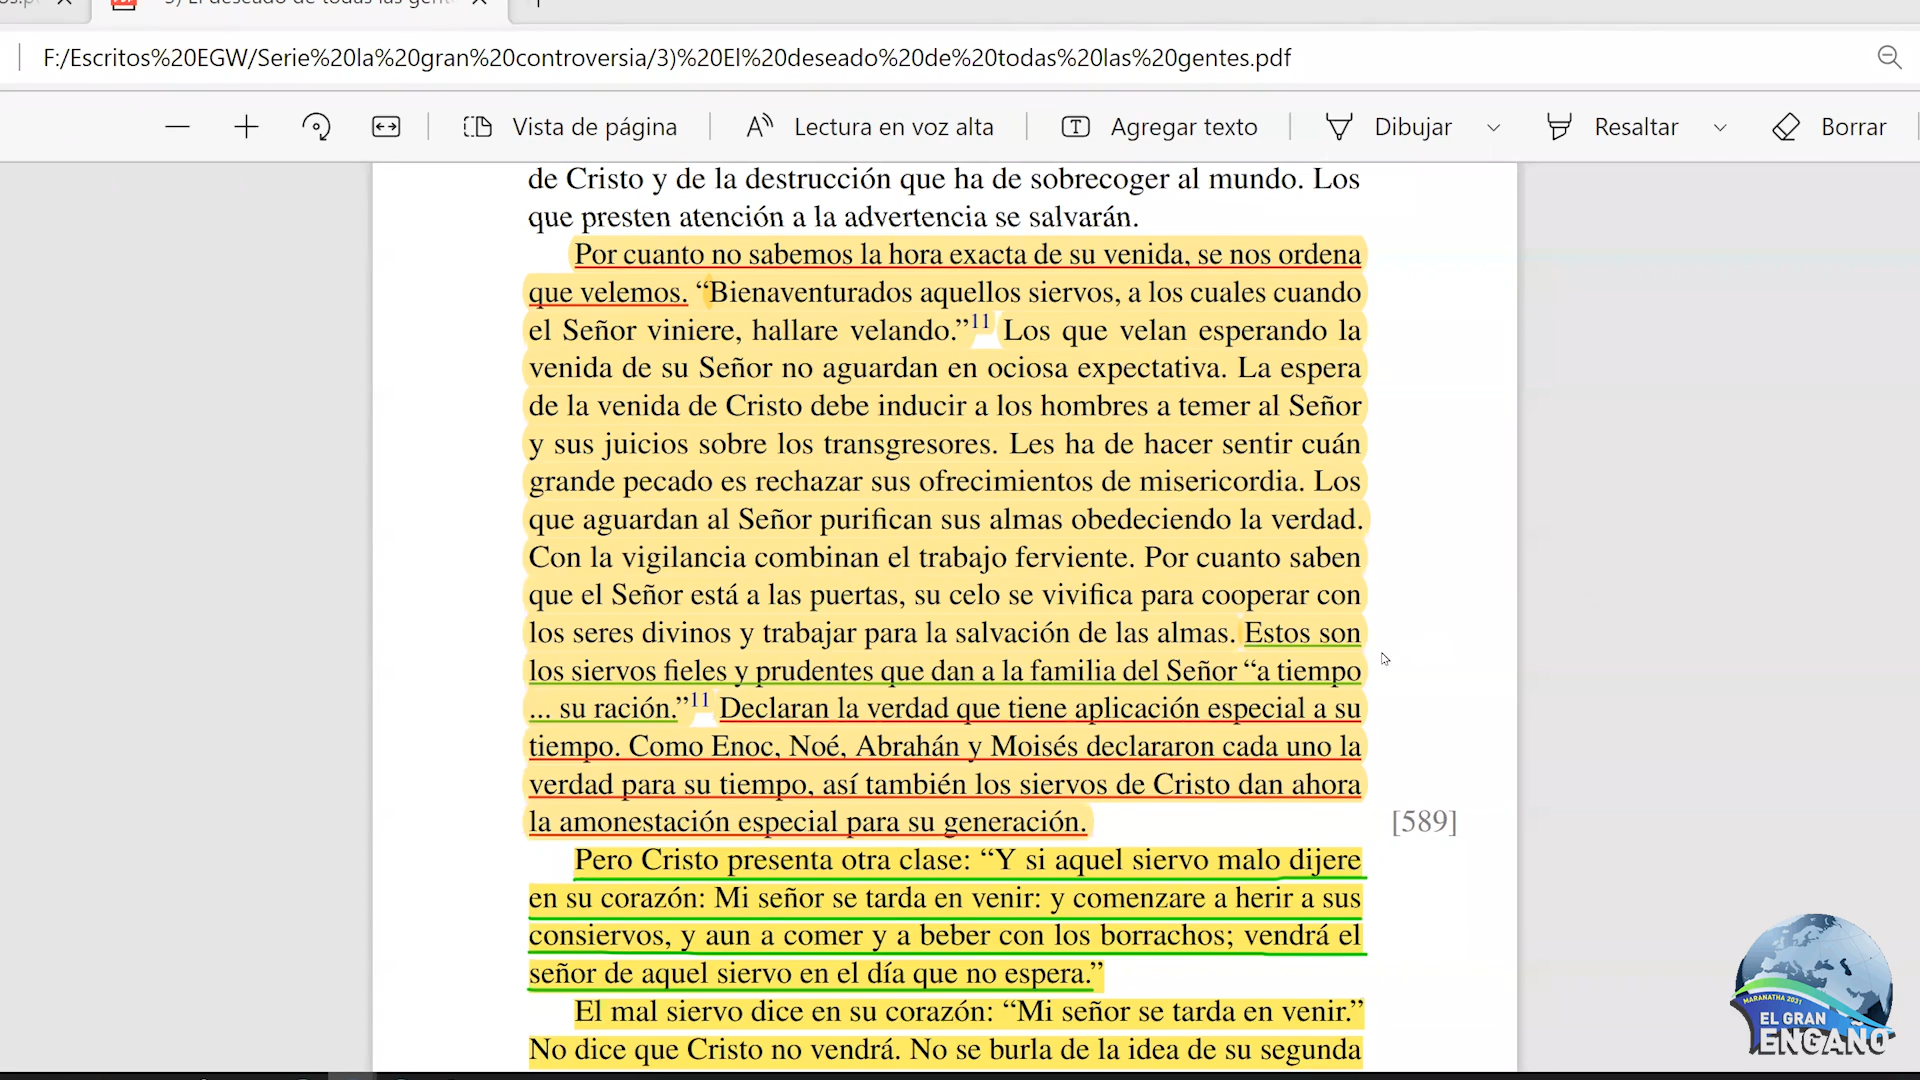 3) El deseado de todas las gent
F:/Escritos%20EGW/Serie%20la%20gran%20controversia/3)%20El%20deseado%20de%20todas%20las%20gentes.pdf
Vista de página
Lectura en voz alta
Agregar texto
Dibujar
Resaltar
Borrar
de Cristo y de la destrucción que ha de sobrecoger al mundo. Los
que presten atención a la advertencia se salvarán.
Por cuanto no sabemos la hora exacta de su venida, se nos ordena
que velemos. “Bienaventurados aquellos siervos, a los cuales cuando
el Señor viniere, hallare velando.”11 Los que velan esperando la
venida de su Señor no aguardan en ociosa expectativa. La espera
de la venida de Cristo debe inducir a los hombres a temer al Señor
y sus juicios sobre los transgresores. Les ha de hacer sentir cuán
grande pecado es rechazar sus ofrecimientos de misericordia. Los
que aguardan al Señor purifican sus almas obedeciendo la verdad.
Con la vigilancia combinan el trabajo ferviente. Por cuanto saben
que el Señor está a las puertas, su celo se vivifica para cooperar con
los seres divinos y trabajar para la salvación de las almas. Estos son
los siervos fieles y prudentes que dan a la familia del Señor “a tiempo
... su ración.”11 Declaran la verdad que tiene aplicación especial a su
tiempo. Como Enoc, Noé, Abrahán y Moisés declararon cada uno la
verdad para su tiempo, así también los siervos de Cristo dan ahora
la amonestación especial para su generación.
[589]
Pero Cristo presenta otra clase: “Y si aquel siervo malo dijere
en su corazón: Mi señor se tarda en venir: y comenzare a herir a sus
consiervos, y aun a comer y a beber con los borrachos; vendrá el
señor de aquel siervo en el día que no espera.”
El mal siervo dice en su corazón: “Mi señor se tarda en venir.”
No dice que Cristo no vendrá. No se burla de la idea de su segunda
MARANATHA 2031
EL GRAN
ENGAÑO